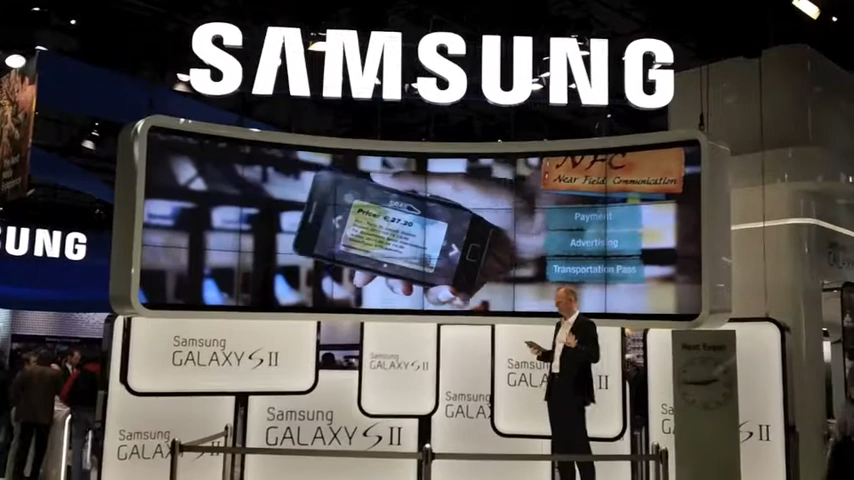 SAMSUNG
NFC
Near Field Communication
Price: €27,20
Payment
Advertising
Transportation Pass
SUNG
Samsung
GALAXY S II
Samsung
GALAXY S II
Samsung
GALAXY S II
Samsung
GALAXY S II
Samsung
GALAXY S II
Samsung
GALAXY S II
Next Event